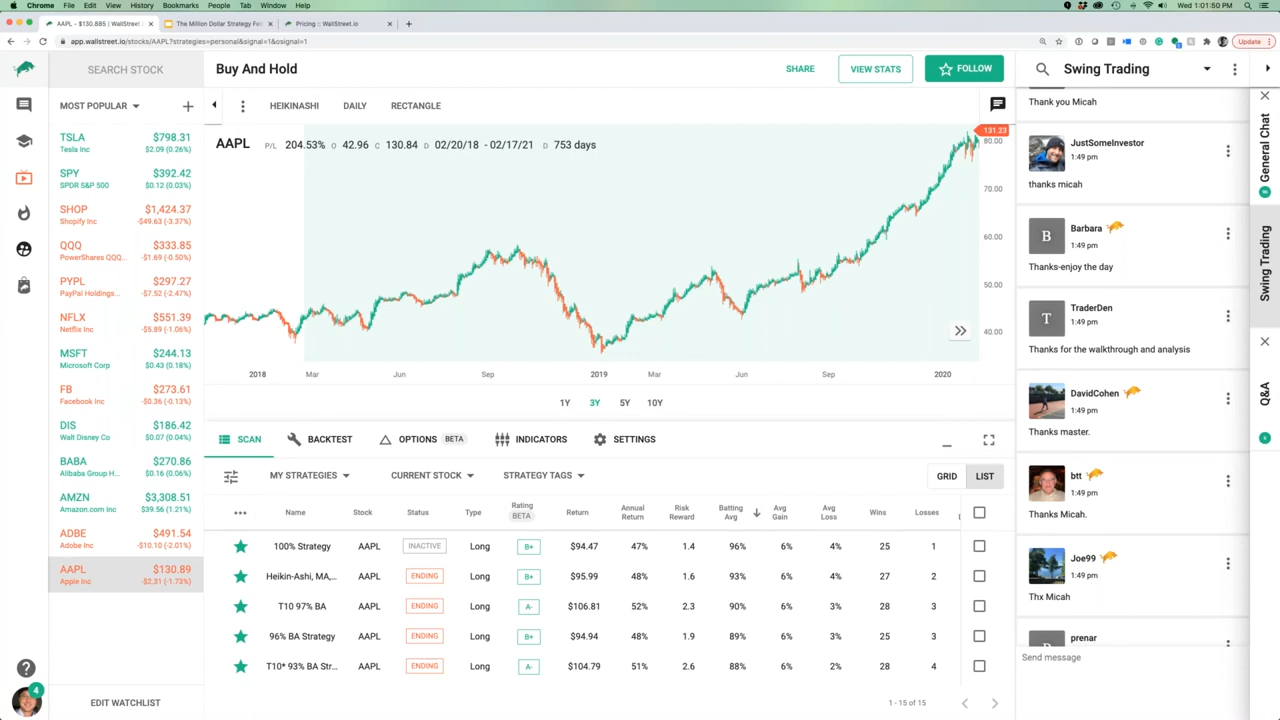 Chrome File Edit View History Bookmarks People Tab Window Help
Wed 1:01:50 PM
AAPL - $130.885 | WallStreet.
The Million Dollar Strategy Fe
Pricing :: WallStreet.io
app.wallstreet.io/stocks/AAPL?strategies=personal&signal=1&osignal=1
Update
SEARCH STOCK
MOST POPULAR
TSLA $798.31
Tesla Inc $2.09 (0.26%)
SPY $392.42
SPDR S&P 500 $0.12 (0.03%)
SHOP $1,424.37
Shopify Inc -$49.63 (-3.37%)
QQQ $333.85
PowerShares QQQ... -$1.69 (-0.50%)
PYPL $297.27
PayPal Holdings... -$7.52 (-2.47%)
NFLX $551.39
Netflix Inc -$5.89 (-1.06%)
MSFT $244.13
Microsoft Corp $0.43 (0.18%)
FB $273.61
Facebook Inc -$0.36 (-0.13%)
DIS $186.42
Walt Disney Co $0.07 (0.04%)
BABA $270.86
Alibaba Group H... $0.16 (0.06%)
AMZN $3,308.51
Amazon.com Inc $39.56 (1.21%)
ADBE $491.54
Adobe Inc -$10.10 (-2.01%)
AAPL $130.89
Apple Inc -$2.31 (-1.73%)
4
EDIT WATCHLIST
Buy And Hold
SHARE VIEW STATS FOLLOW
HEIKINASHI DAILY RECTANGLE
AAPL P/L 204.53% O 42.96 C 130.84 D 02/20/18 - 02/17/21 D 753 days
131.23
80.00
70.00
60.00
50.00
40.00
2018 Mar Jun Sep 2019 Mar Jun Sep 2020
1Y 3Y 5Y 10Y
SCAN BACKTEST OPTIONS BETA INDICATORS SETTINGS
MY STRATEGIES CURRENT STOCK STRATEGY TAGS GRID LIST
Name Stock Status Type Rating BETA Return Annual Return Risk Reward Batting Avg Avg Gain Avg Loss Wins Losses
100% Strategy AAPL INACTIVE Long B+ $94.47 47% 1.4 96% 6% 4% 25 1
Heikin-Ashi, MA,... AAPL ENDING Long B+ $95.99 48% 1.6 93% 6% 4% 27 2
T10 97% BA AAPL ENDING Long A- $106.81 52% 2.3 90% 6% 3% 28 3
96% BA Strategy AAPL ENDING Long B+ $94.94 48% 1.9 89% 6% 3% 25 3
T10* 93% BA Str... AAPL ENDING Long A- $104.79 51% 2.6 88% 6% 2% 28 4
1 - 15 of 15
Swing Trading
Thank you Micah
JustSomeInvestor
1:49 pm
thanks micah
B
Barbara
1:49 pm
Thanks-enjoy the day
T
TraderDen
1:49 pm
Thanks for the walkthrough and analysis
DavidCohen
1:49 pm
Thanks master.
btt
1:49 pm
Thanks Micah.
Joe99
1:49 pm
Thx Micah
prenar
Send message
General Chat
Swing Trading
Q&A